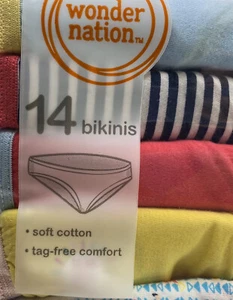 wonder
nation™
14 bikinis
• soft cotton
• tag-free comfort